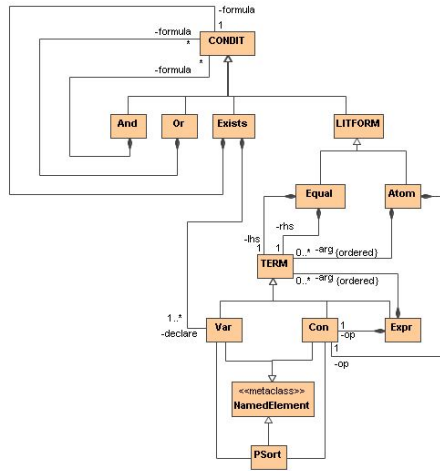 -formula
1
CONDIT
-formula
*
*
-formula
And
Or
Exists
LITFORM
Equal
Atom
-lhs
-rhs
1
1
0..*
-arg
{ordered}
TERM
0..*
-arg
{ordered}
1..*
-declare
Var
Con
1
-op
Expr
1
-op
<<metaclass>>
NamedElement
PSort